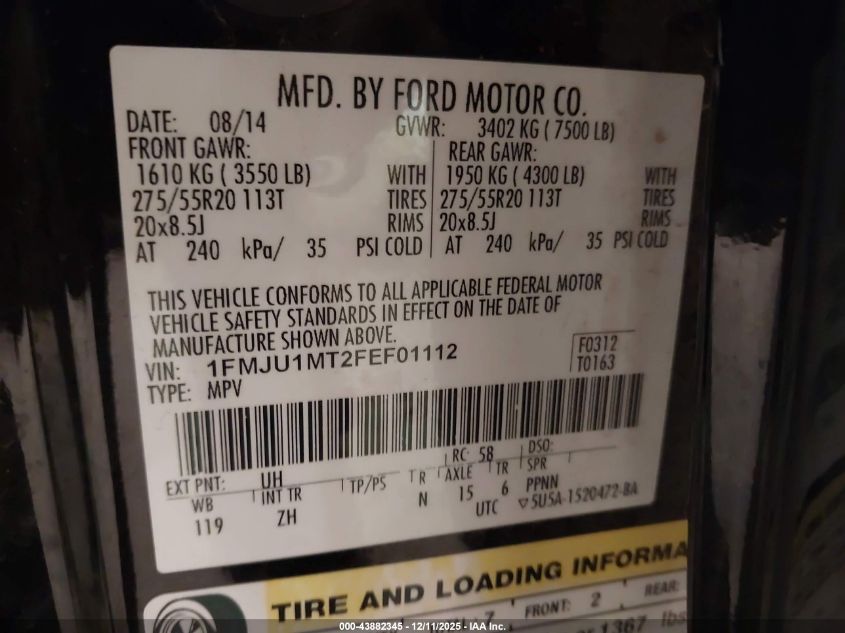 MFD. BY FORD MOTOR CO.
DATE: 08/14 GVWR: 3402 KG ( 7500 LB)
FRONT GAWR: REAR GAWR:
1610 KG ( 3550 LB) WITH 1950 KG ( 4300 LB) WITH
275/55R20 113T TIRES 275/55R20 113T TIRES
20x8.5J RIMS 20x8.5J RIMS
AT 240 kPa/ 35 PSI COLD AT 240 kPa/ 35 PSI COLD
THIS VEHICLE CONFORMS TO ALL APPLICABLE FEDERAL MOTOR
VEHICLE SAFETY STANDARDS IN EFFECT ON THE DATE OF
MANUFACTURE SHOWN ABOVE.
VIN: 1FMJU1MT2FEF01112 F0312
TYPE: MPV T0163
EXT PNT: UH RC: 58 DSO:
WB INT TR TP/PS R AXLE TR SPR
119 ZH N 15 6 PPNN
UTC ▽5U5A-1520472-BA
TIRE AND LOADING INFORMA
7 FRONT: 2 REAR:
1367 lbs
000-43882345 - 12/11/2025 - IAA Inc.